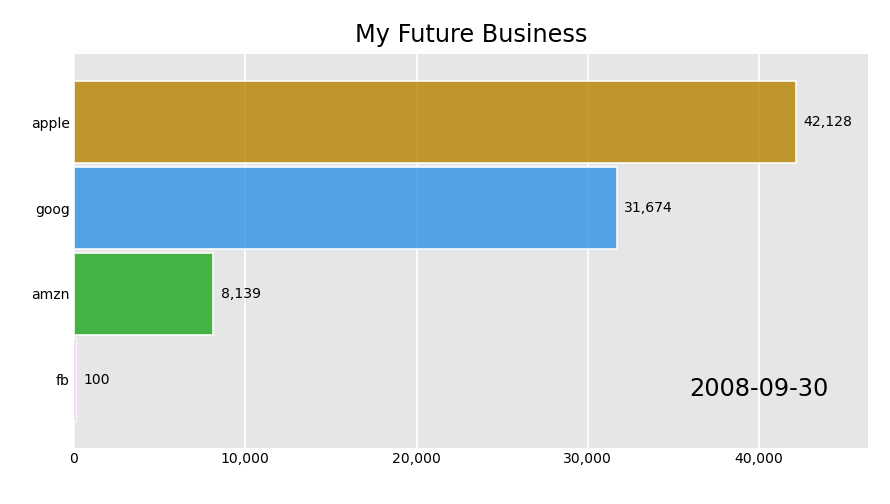 My Future Business
apple 42,128
goog 31,674
amzn 8,139
fb 100
2008-09-30
0 10,000 20,000 30,000 40,000